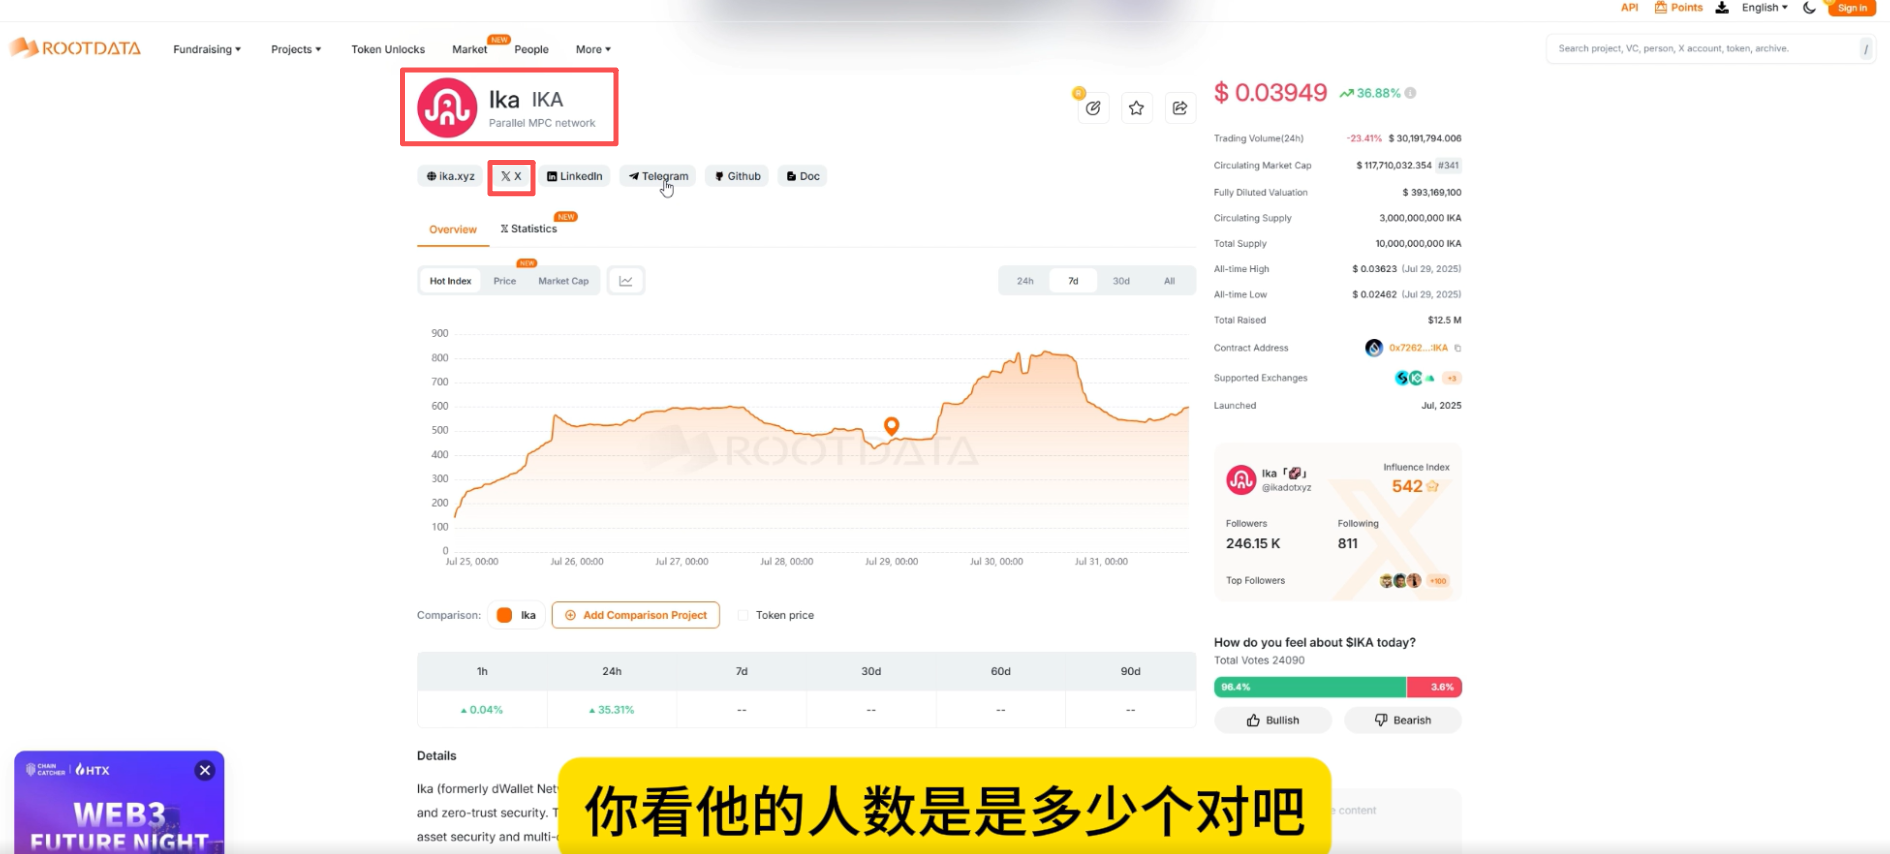 API Points English Sign in
ROOTDATA Fundraising Projects Token Unlocks Market NEW People More
Search project, VC, person, X account, token, archive. /
Ika IKA
Parallel MPC network
ika.xyz X LinkedIn Telegram Github Doc
Overview X Statistics NEW
Hot Index Price NEW Market Cap
24h 7d 30d All
900
800
700
600
500
400
300
200
100
0
ROOTDATA
Jul 25, 00:00 Jul 26, 00:00 Jul 27, 00:00 Jul 28, 00:00 Jul 29, 00:00 Jul 30, 00:00 Jul 31, 00:00
Comparison: Ika Add Comparison Project Token price
1h 24h 7d 30d 60d 90d
0.04% 35.31% -- -- -- --
Details
Ika (formerly dWallet Net
and zero-trust security. T
asset security and multi-
$ 0.03949 36.88%
Trading Volume(24h) -23.41% $ 30,191,794.006
Circulating Market Cap $ 117,710,032.354 #341
Fully Diluted Valuation $ 393,169,100
Circulating Supply 3,000,000,000 IKA
Total Supply 10,000,000,000 IKA
All-time High $ 0.03623 (Jul 29, 2025)
All-time Low $ 0.02462 (Jul 29, 2025)
Total Raised $12.5 M
Contract Address 0x7262...:IKA
Supported Exchanges +3
Launched Jul, 2025
Ika「🦑」
@ikadotxyz
Influence Index
542
Followers Following
246.15 K 811
Top Followers +100
How do you feel about $IKA today?
Total Votes 24090
96.4% 3.6%
Bullish Bearish
content
CHAIN CATCHER | HTX
WEB3
FUTURE NIGHT
你看他的人数是是多少个对吧